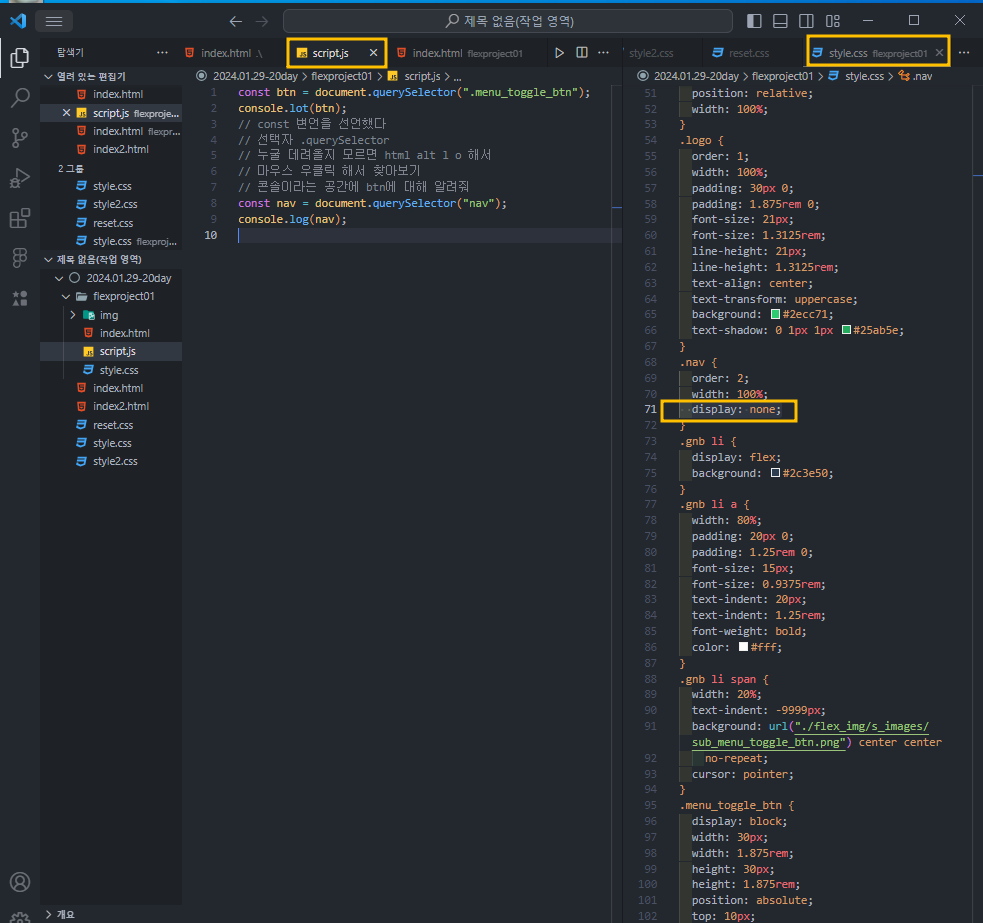 제목 없음(작업 영역)
탐색기
index.html .\
script.js
index.html flexproject01
style2.css
reset.css
style.css flexproject01
열려 있는 편집기
index.html
script.js flexproje...
index.html flexpr...
index2.html
2 그룹
style.css
style2.css
reset.css
style.css flexproj...
제목 없음(작업 영역)
2024.01.29-20day
flexproject01
img
index.html
script.js
style.css
index.html
index2.html
reset.css
style.css
style2.css
개요
2024.01.29-20day > flexproject01 > script.js > ...
1 const btn = document.querySelector(".menu_toggle_btn");
2 console.lot(btn);
3 // const 변언을 선언했다
4 // 선택자 .querySelector
5 // 누굴 데려올지 모르면 html alt l o 해서
6 // 마우스 우클릭 해서 찾아보기
7 // 콘솔이라는 공간에 btn에 대해 알려줘
8 const nav = document.querySelector("nav");
9 console.log(nav);
10
2024.01.29-20day > flexproject01 > style.css > .nav
51 position: relative;
52 width: 100%;
53 }
54 .logo {
55 order: 1;
56 width: 100%;
57 padding: 30px 0;
58 padding: 1.875rem 0;
59 font-size: 21px;
60 font-size: 1.3125rem;
61 line-height: 21px;
62 line-height: 1.3125rem;
63 text-align: center;
64 text-transform: uppercase;
65 background: #2ecc71;
66 text-shadow: 0 1px 1px #25ab5e;
67 }
68 .nav {
69 order: 2;
70 width: 100%;
71 display: none;
72 }
73 .gnb li {
74 display: flex;
75 background: #2c3e50;
76 }
77 .gnb li a {
78 width: 80%;
79 padding: 20px 0;
80 padding: 1.25rem 0;
81 font-size: 15px;
82 font-size: 0.9375rem;
83 text-indent: 20px;
84 text-indent: 1.25rem;
85 font-weight: bold;
86 color: #fff;
87 }
88 .gnb li span {
89 width: 20%;
90 text-indent: -9999px;
91 background: url("./flex_img/s_images/
sub_menu_toggle_btn.png") center center
92 no-repeat;
93 cursor: pointer;
94 }
95 .menu_toggle_btn {
96 display: block;
97 width: 30px;
98 width: 1.875rem;
99 height: 30px;
100 height: 1.875rem;
101 position: absolute;
102 top: 10px;